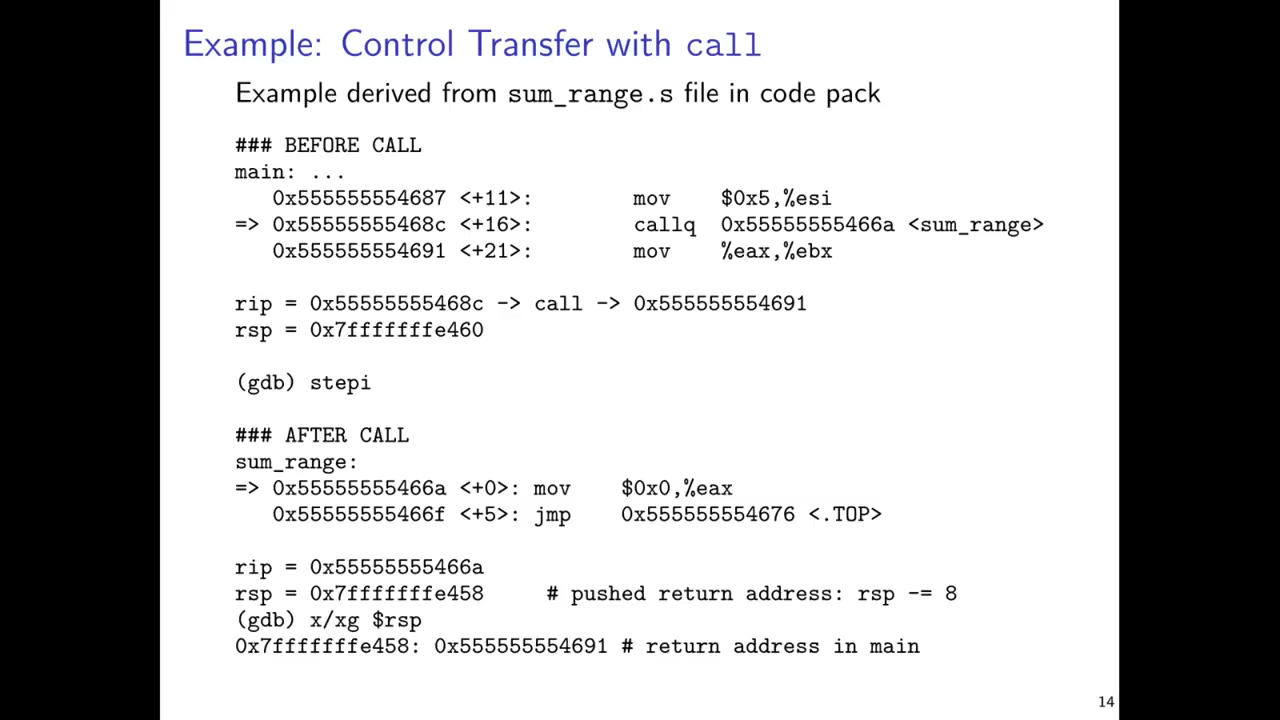 Example: Control Transfer with call
Example derived from sum_range.s file in code pack
### BEFORE CALL
main: ...
0x555555554687 <+11>: mov $0x5,%esi
=> 0x55555555468c <+16>: callq 0x55555555466a <sum_range>
0x555555554691 <+21>: mov %eax,%ebx
rip = 0x55555555468c -> call -> 0x555555554691
rsp = 0x7fffffffe460
(gdb) stepi
### AFTER CALL
sum_range:
=> 0x55555555466a <+0>: mov $0x0,%eax
0x55555555466f <+5>: jmp 0x555555554676 <.TOP>
rip = 0x55555555466a
rsp = 0x7fffffffe458 # pushed return address: rsp -= 8
(gdb) x/xg $rsp
0x7fffffffe458: 0x555555554691 # return address in main
14